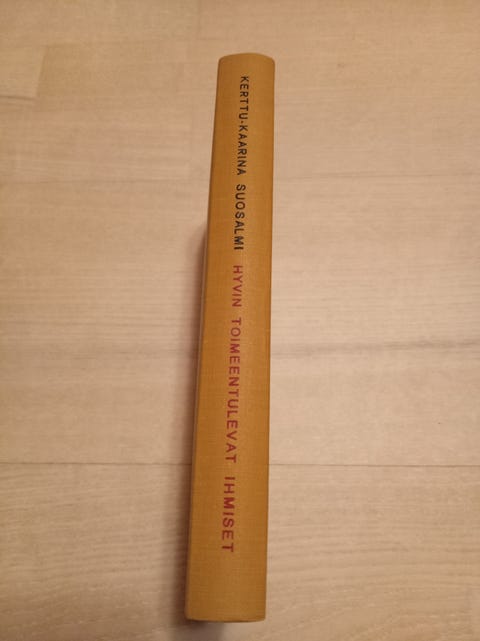 KERTTU-KAARINA SUOSALMI HYVIN TOIMEENTULEVAT IHMISET